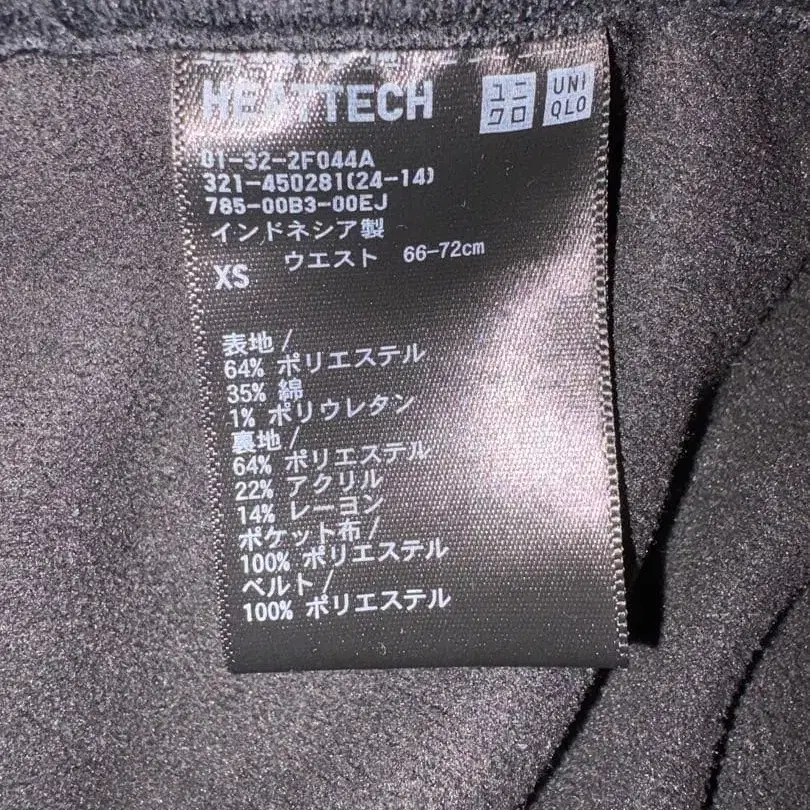 HEATTECH
ユニ
クロ
UNI
QLO
01-32-2F044A
321-450281(24-14)
785-00B3-00EJ
インドネシア製
XS ウエスト 66-72cm
表地/
64% ポリエステル
35% 綿
1% ポリウレタン
裏地/
64% ポリエステル
22% アクリル
14% レーヨン
ポケット布/
100% ポリエステル
ベルト/
100% ポリエステル